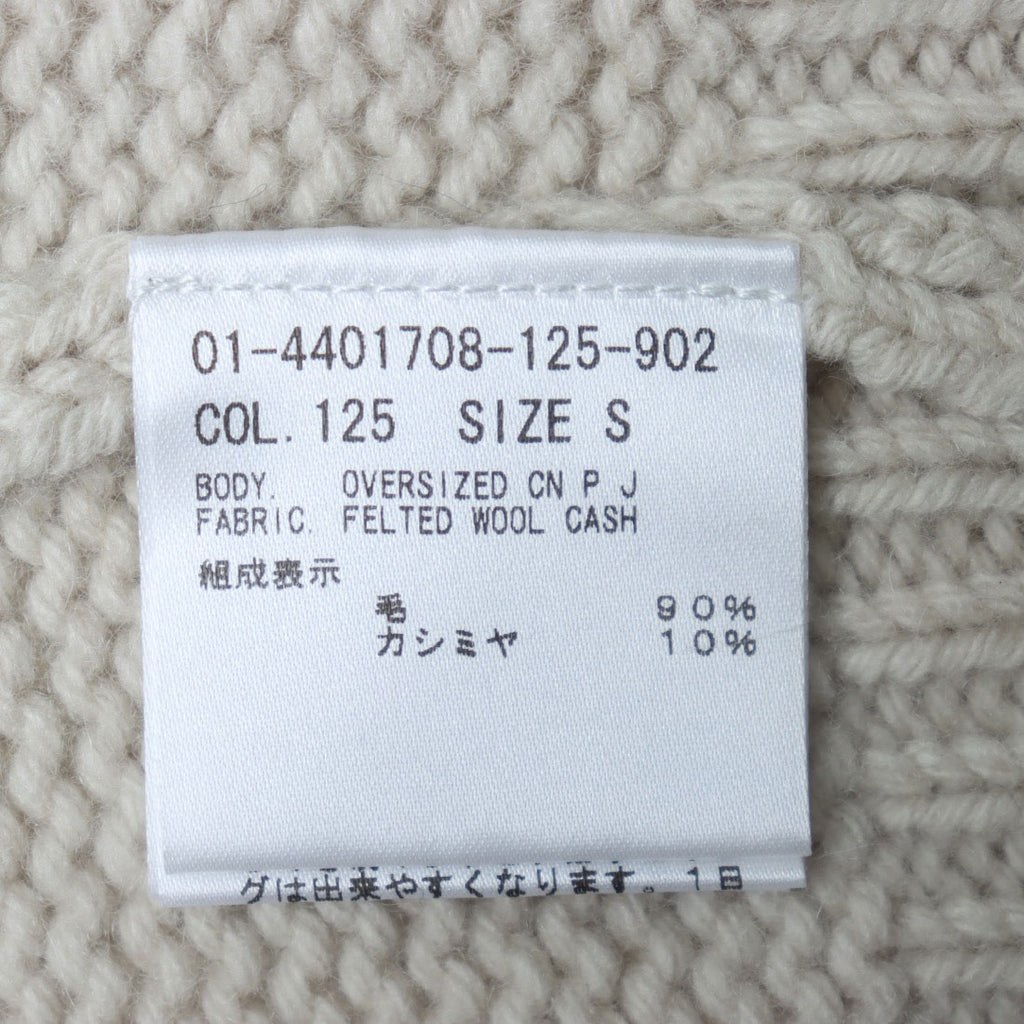 01-4401708-125-902
COL. 125 SIZE S
BODY. OVERSIZED CN P J
FABRIC. FELTED WOOL CASH
組成表示
毛 90%
カシミヤ 10%
グは出来やすくなります。1日